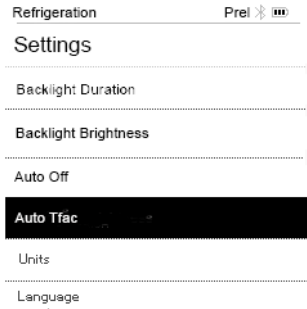 Refrigeration Prel
Settings
Backlight Duration
Backlight Brightness
Auto Off
Auto Tfac
Units
Language